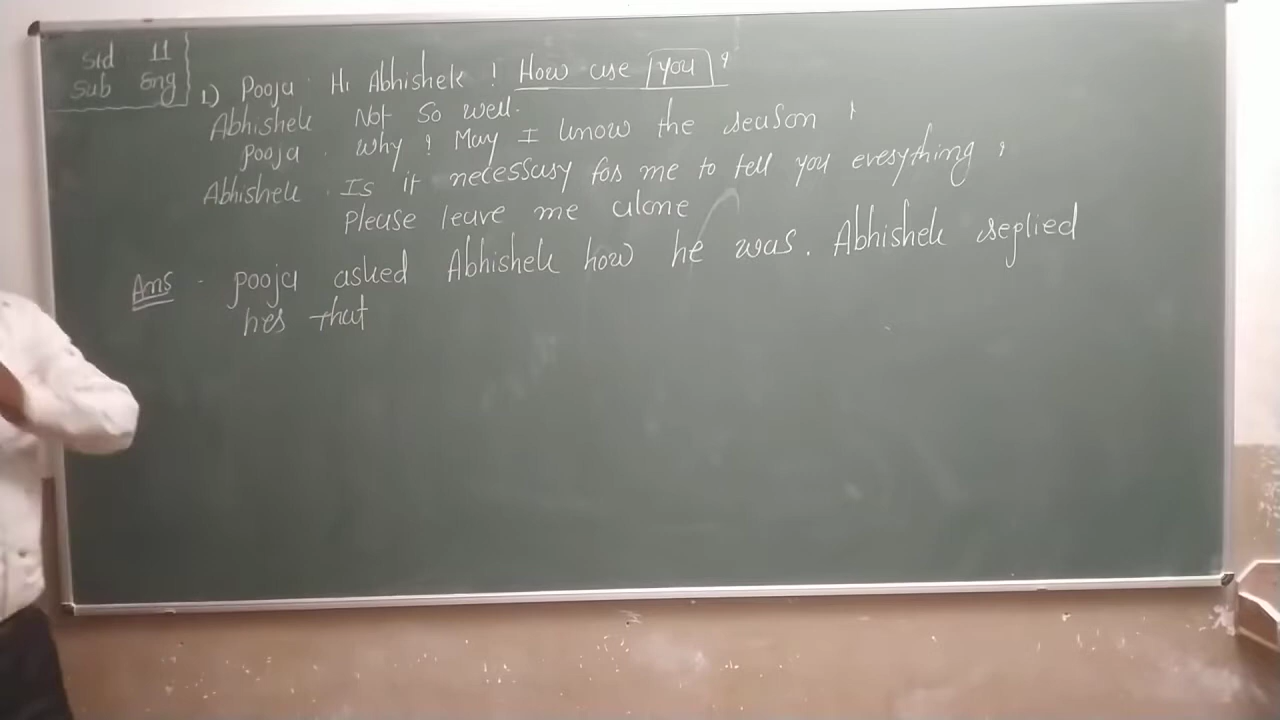 Std 11
Sub Eng
1) Pooja : Hi Abhishek ! How are you ?
Abhishek Not So well.
Pooja . Why ? May I know the reason ?
Abhishek . Is it necessary for me to tell you everything ?
Please leave me alone
Ans - Pooja asked Abhishek how he was. Abhishek replied
her that